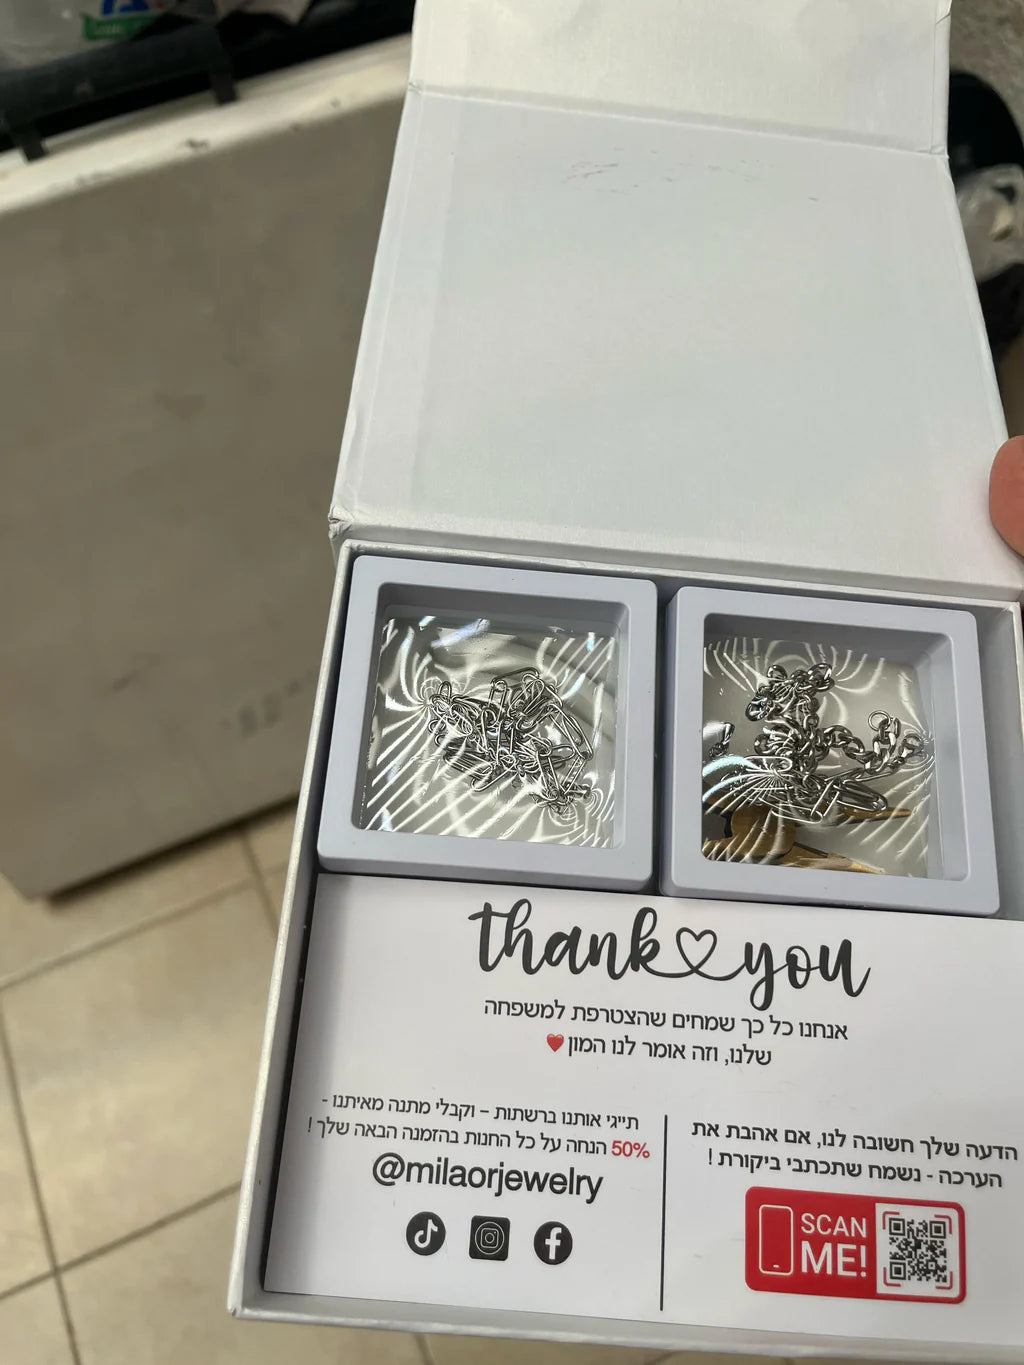 thank you
אנחנו כל כך שמחים שהצטרפת למשפחה
שלנו, וזה אומר לנו המון❤
תייגי אותנו ברשתות – וקבלי מתנה מאיתנו -
50% הנחה על כל החנות בהזמנה הבאה שלך !
@milaorjewelry
הדעה שלך חשובה לנו, אם אהבת את
הערכה - נשמח שתכתבי ביקורת !
SCAN
ME!